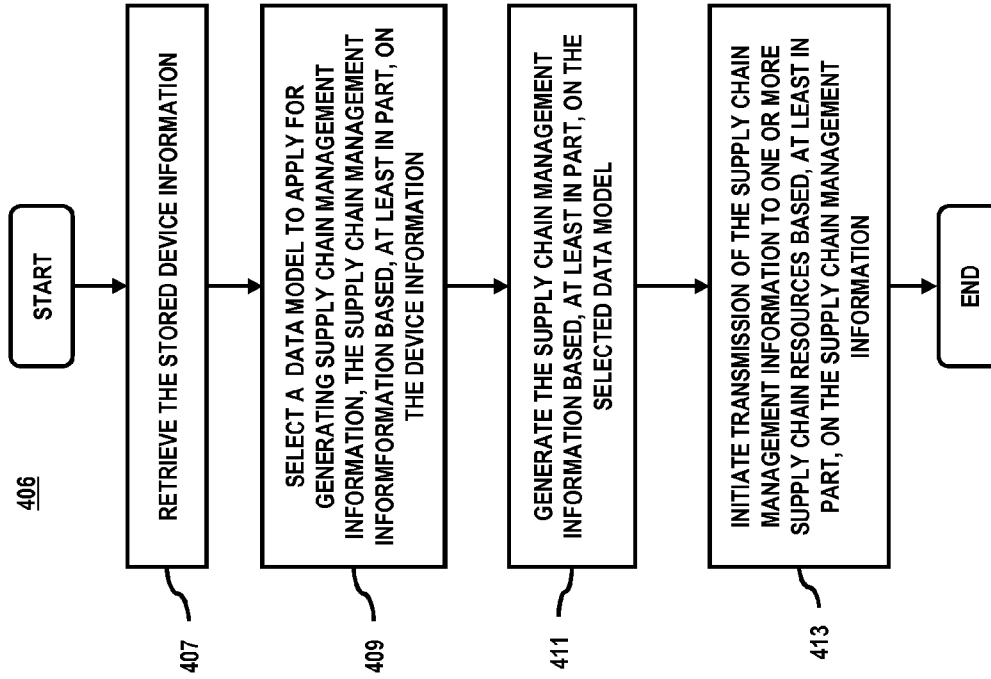 406
START
RETRIEVE THE STORED DEVICE INFORMATION
407
SELECT A DATA MODEL TO APPLY FOR
GENERATING SUPPLY CHAIN MANAGEMENT
INFORMATION, THE SUPPLY CHAIN MANAGEMENT
INFORMFORMATION BASED, AT LEAST IN PART, ON
THE DEVICE INFORMATION
409
GENERATE THE SUPPLY CHAIN MANAGEMENT
INFORMATION BASED, AT LEAST IN PART, ON THE
SELECTED DATA MODEL
411
INITIATE TRANSMISSION OF THE SUPPLY CHAIN
MANAGEMENT INFORMATION TO ONE OR MORE
SUPPLY CHAIN RESOURCES BASED, AT LEAST IN
PART, ON THE SUPPLY CHAIN MANAGEMENT
INFORMATION
413
END